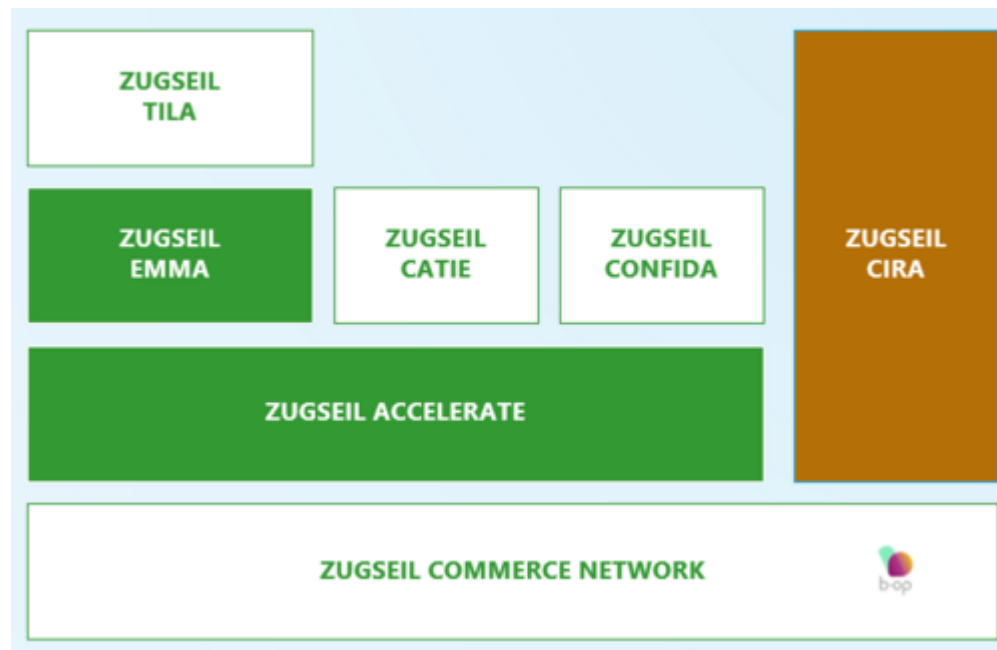 ZUGSEIL
TILA
ZUGSEIL
EMMA
ZUGSEIL
CATIE
ZUGSEIL
CONFIDA
ZUGSEIL
CIRA
ZUGSEIL ACCELERATE
ZUGSEIL COMMERCE NETWORK
b-op